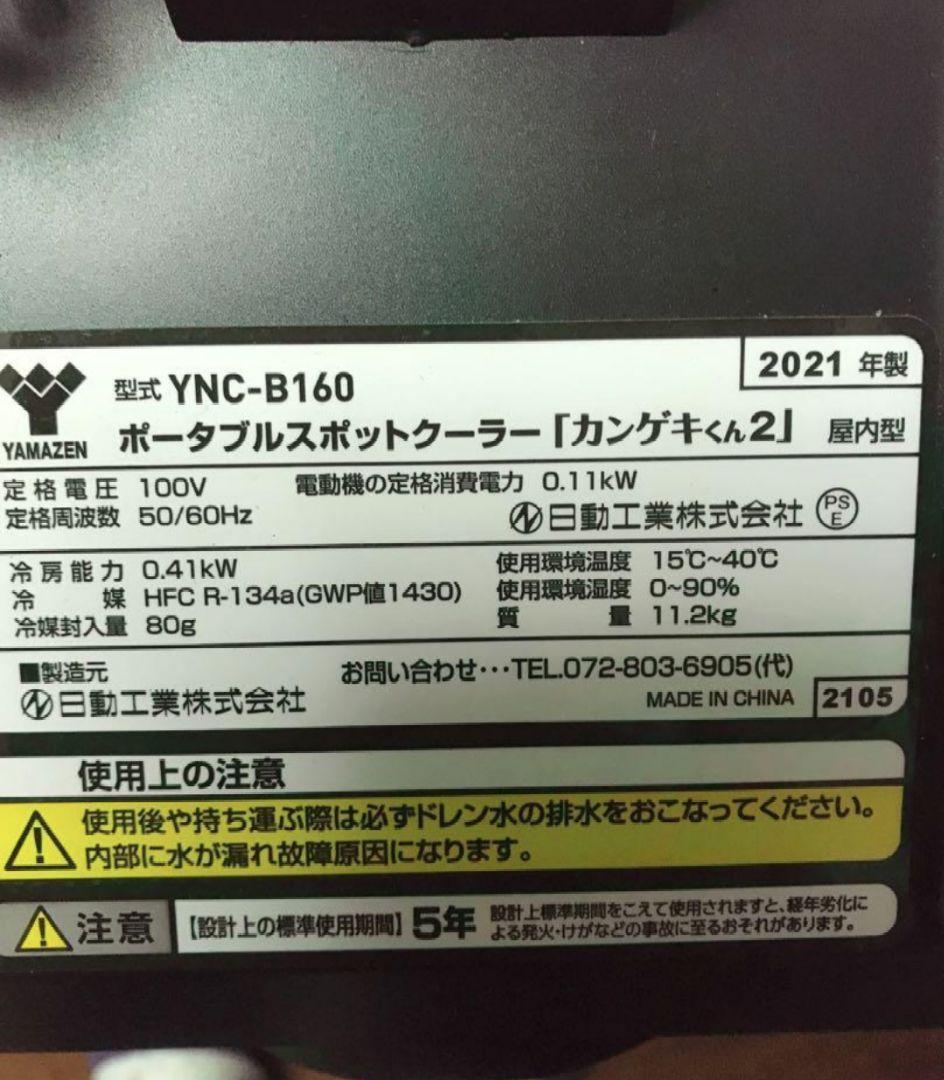 2021 年製
型式 YNC-B160
YAMAZEN
ポータブルスポットクーラー「カンゲキくん2」 屋内型
定格電圧 100V 電動機の定格消費電力 0.11kW
定格周波数 50/60Hz 日動工業株式会社 PSE
冷房能力 0.41kW 使用環境温度 15℃~40℃
冷媒 HFC R-134a(GWP値1430) 使用環境湿度 0~90%
冷媒封入量 80g 質量 11.2kg
■製造元 お問い合わせ･･･TEL.072-803-6905(代)
日動工業株式会社 MADE IN CHINA 2105
使用上の注意
使用後や持ち運ぶ際は必ずドレン水の排水をおこなってください。
内部に水が漏れ故障原因になります。
注意 【設計上の標準使用期間】 5年 設計上標準期間をこえて使用されますと、経年劣化に
よる発火・けがなどの事故に至るおそれがあります。